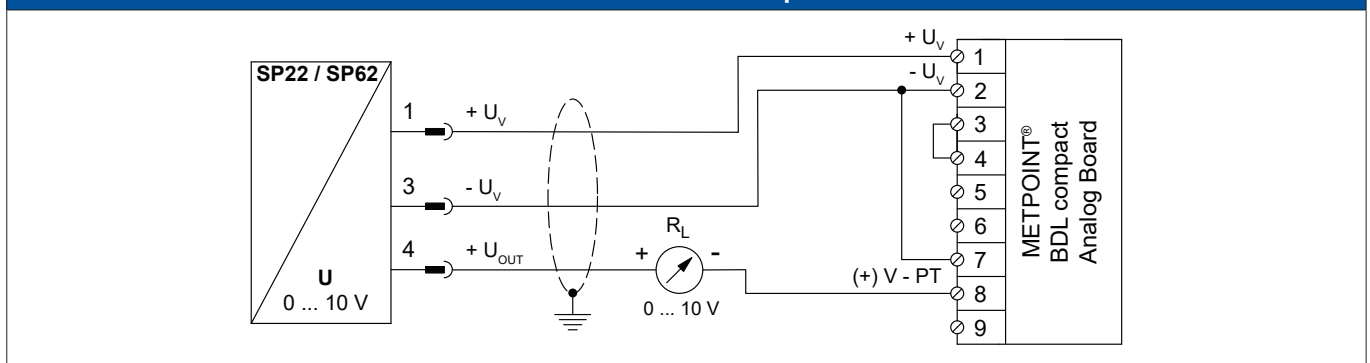 SP22 / SP62
1
+ U_V
3
- U_V
4
+ U_OUT
U
0 ... 10 V
R_L
+
-
0 ... 10 V
+ U_V
- U_V
(+) V - PT
1
2
3
4
5
6
7
8
9
METPOINT®
BDL compact
Analog Board